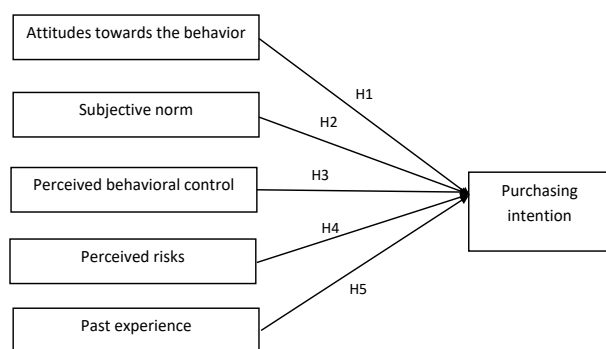 Attitudes towards the behavior
H1
Subjective norm
H2
Perceived behavioral control
H3
Purchasing
intention
H4
Perceived risks
H5
Past experience